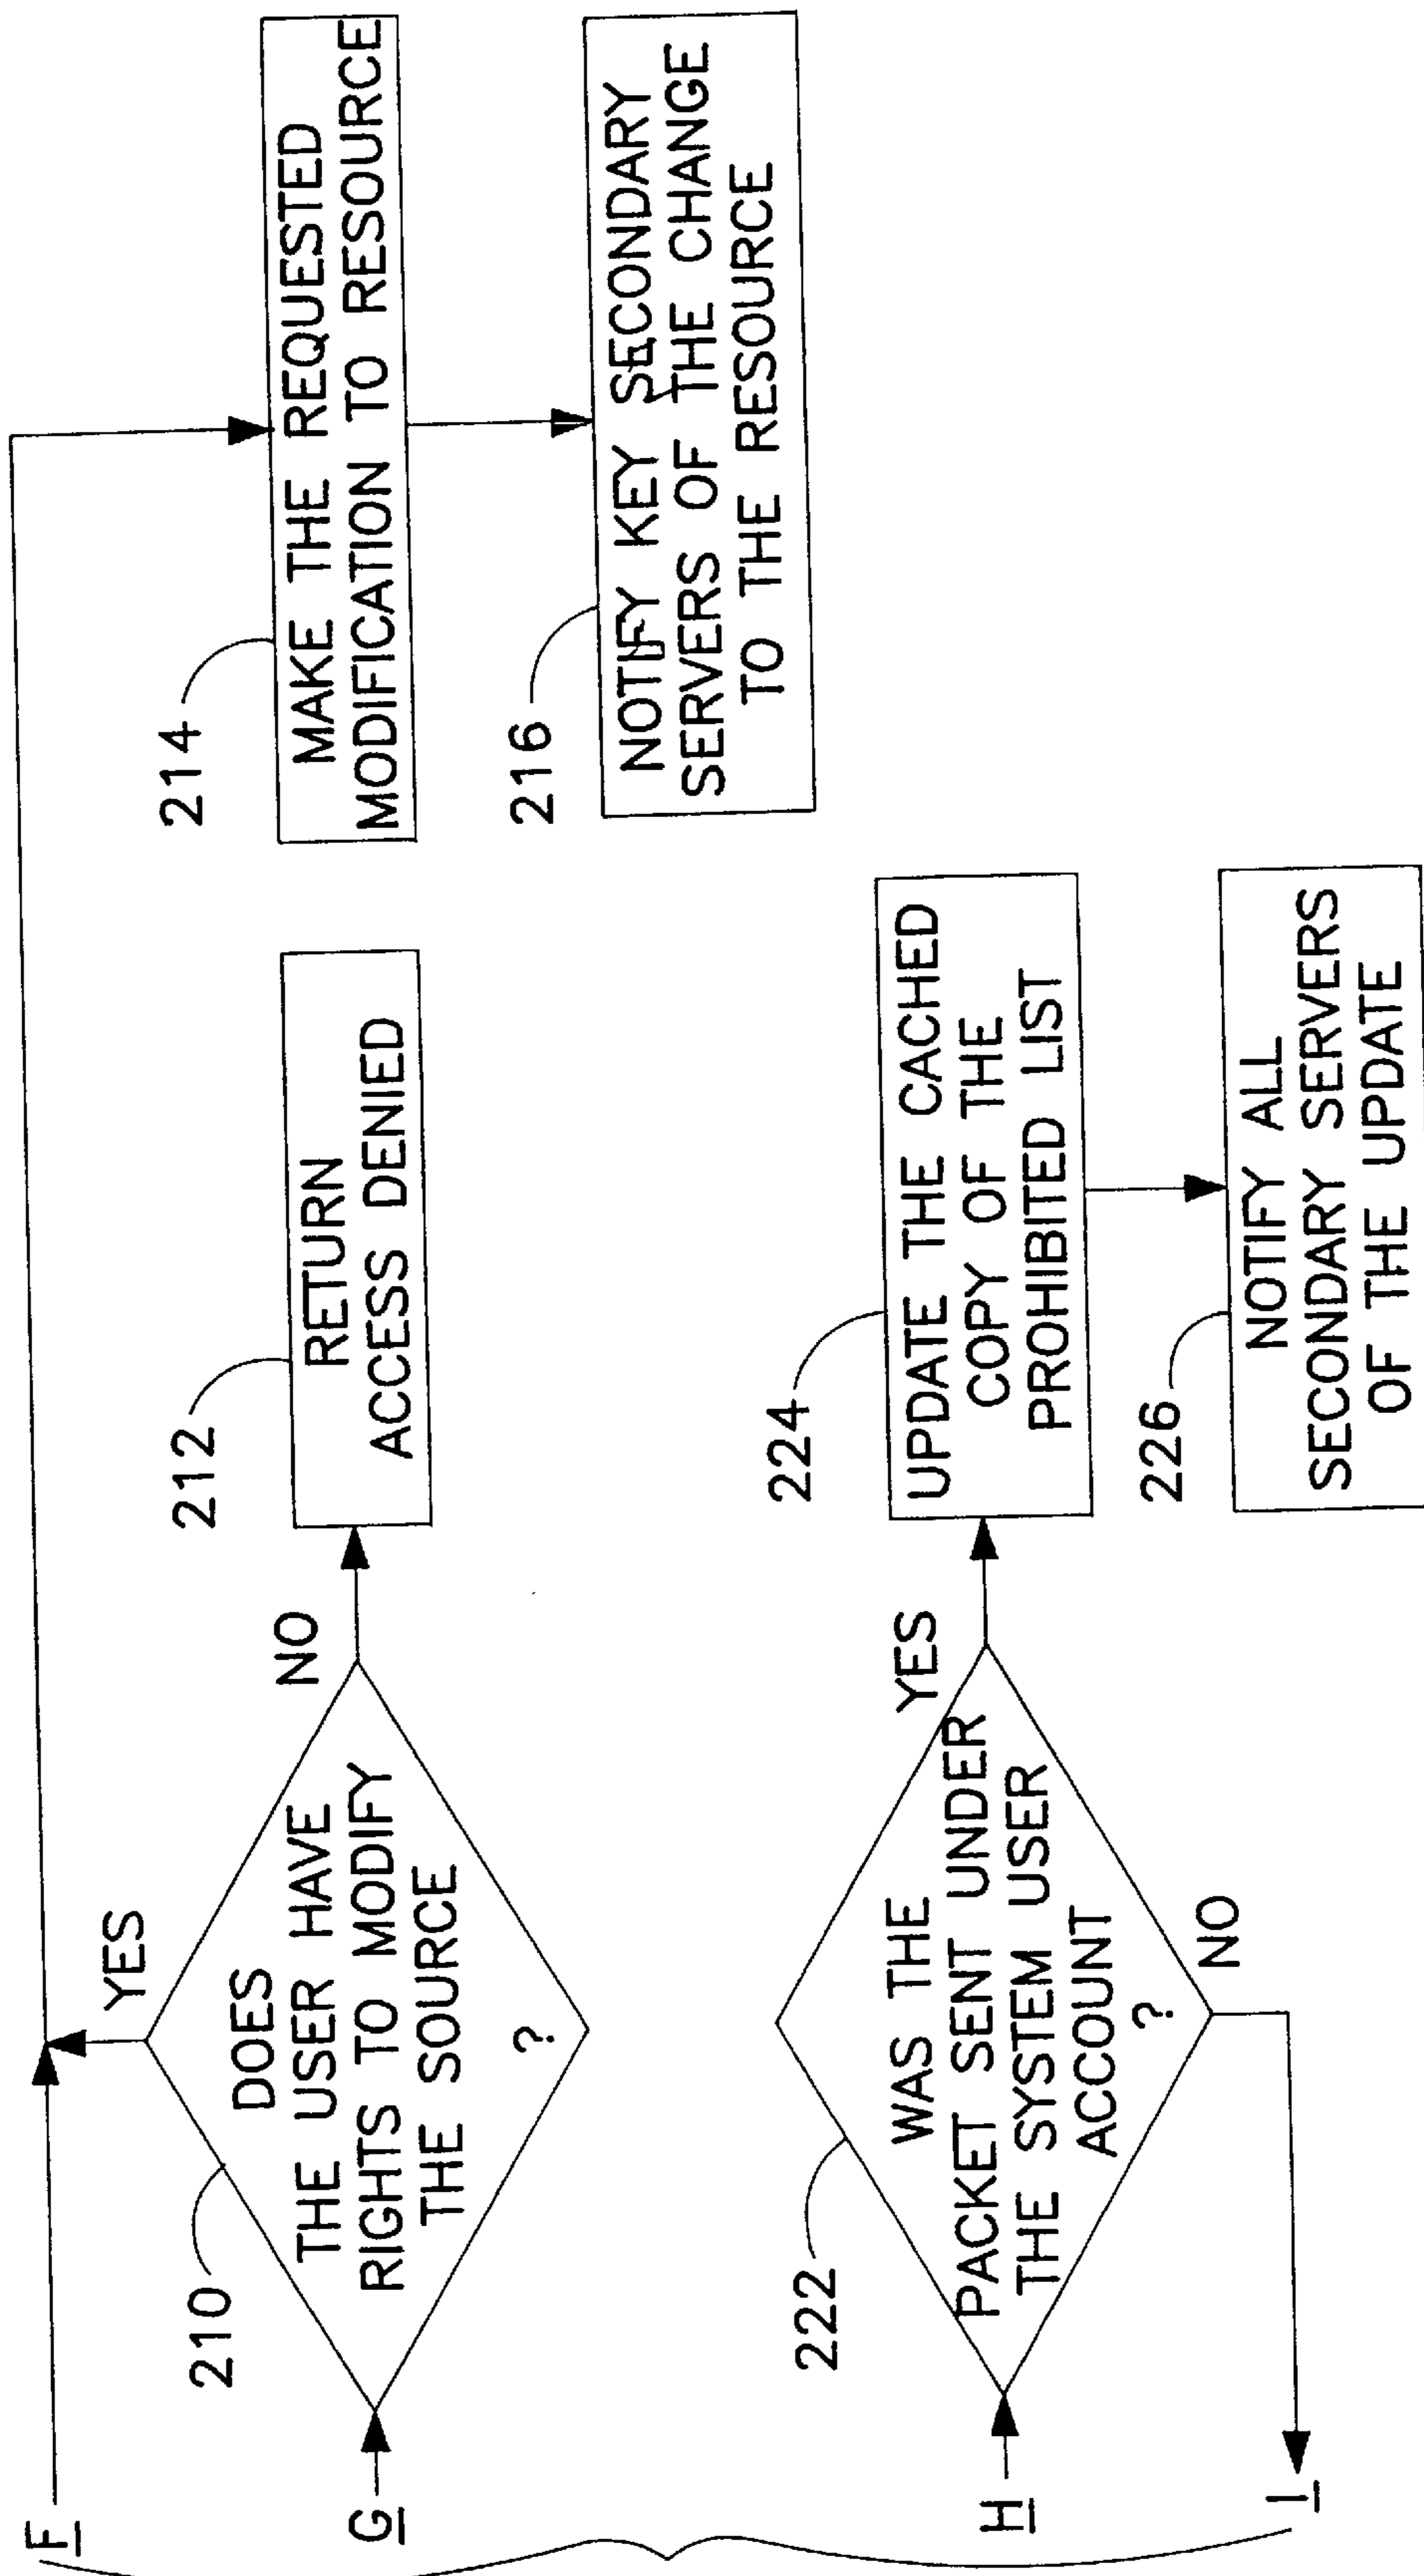 F
YES
210
DOES
THE USER HAVE
RIGHTS TO MODIFY
THE SOURCE
?
G
NO
212
RETURN
ACCESS DENIED
214
MAKE THE REQUESTED
MODIFICATION TO RESOURCE
216
NOTIFY KEY SECONDARY
SERVERS OF THE CHANGE
TO THE RESOURCE
H
222
WAS THE
PACKET SENT UNDER
THE SYSTEM USER
ACCOUNT
?
YES
NO
I
224
UPDATE THE CACHED
COPY OF THE
PROHIBITED LIST
226
NOTIFY ALL
SECONDARY SERVERS
OF THE UPDATE